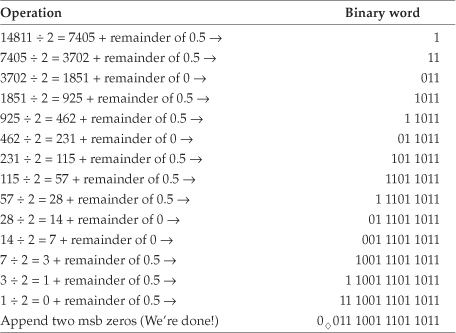 Operation Binary word
14811 ÷ 2 = 7405 + remainder of 0.5 → 1
7405 ÷ 2 = 3702 + remainder of 0.5 → 11
3702 ÷ 2 = 1851 + remainder of 0 → 011
1851 ÷ 2 = 925 + remainder of 0.5 → 1011
925 ÷ 2 = 462 + remainder of 0.5 → 1 1011
462 ÷ 2 = 231 + remainder of 0 → 01 1011
231 ÷ 2 = 115 + remainder of 0.5 → 101 1011
115 ÷ 2 = 57 + remainder of 0.5 → 1101 1011
57 ÷ 2 = 28 + remainder of 0.5 → 1 1101 1011
28 ÷ 2 = 14 + remainder of 0 → 01 1101 1011
14 ÷ 2 = 7 + remainder of 0 → 001 1101 1011
7 ÷ 2 = 3 + remainder of 0.5 → 1001 1101 1011
3 ÷ 2 = 1 + remainder of 0.5 → 1 1001 1101 1011
1 ÷ 2 = 0 + remainder of 0.5 → 11 1001 1101 1011
Append two msb zeros (We're done!) 0◊011 1001 1101 1011